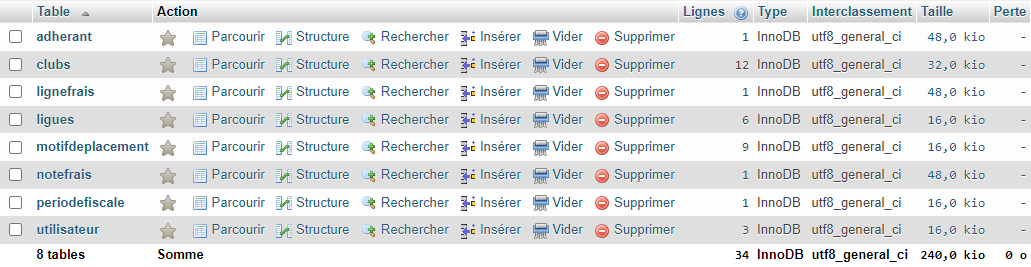 Table Action Lignes Type Interclassement Taille Perte
adherant Parcourir Structure Rechercher Insérer Vider Supprimer 1 InnoDB utf8_general_ci 48,0 kio -
clubs Parcourir Structure Rechercher Insérer Vider Supprimer 12 InnoDB utf8_general_ci 32,0 kio -
lignefrais Parcourir Structure Rechercher Insérer Vider Supprimer 1 InnoDB utf8_general_ci 48,0 kio -
ligues Parcourir Structure Rechercher Insérer Vider Supprimer 6 InnoDB utf8_general_ci 16,0 kio -
motifdeplacement Parcourir Structure Rechercher Insérer Vider Supprimer 9 InnoDB utf8_general_ci 16,0 kio -
notefrais Parcourir Structure Rechercher Insérer Vider Supprimer 1 InnoDB utf8_general_ci 48,0 kio -
periodefiscale Parcourir Structure Rechercher Insérer Vider Supprimer 1 InnoDB utf8_general_ci 16,0 kio -
utilisateur Parcourir Structure Rechercher Insérer Vider Supprimer 3 InnoDB utf8_general_ci 16,0 kio -
8 tables Somme 34 InnoDB utf8_general_ci 240,0 kio 0 o